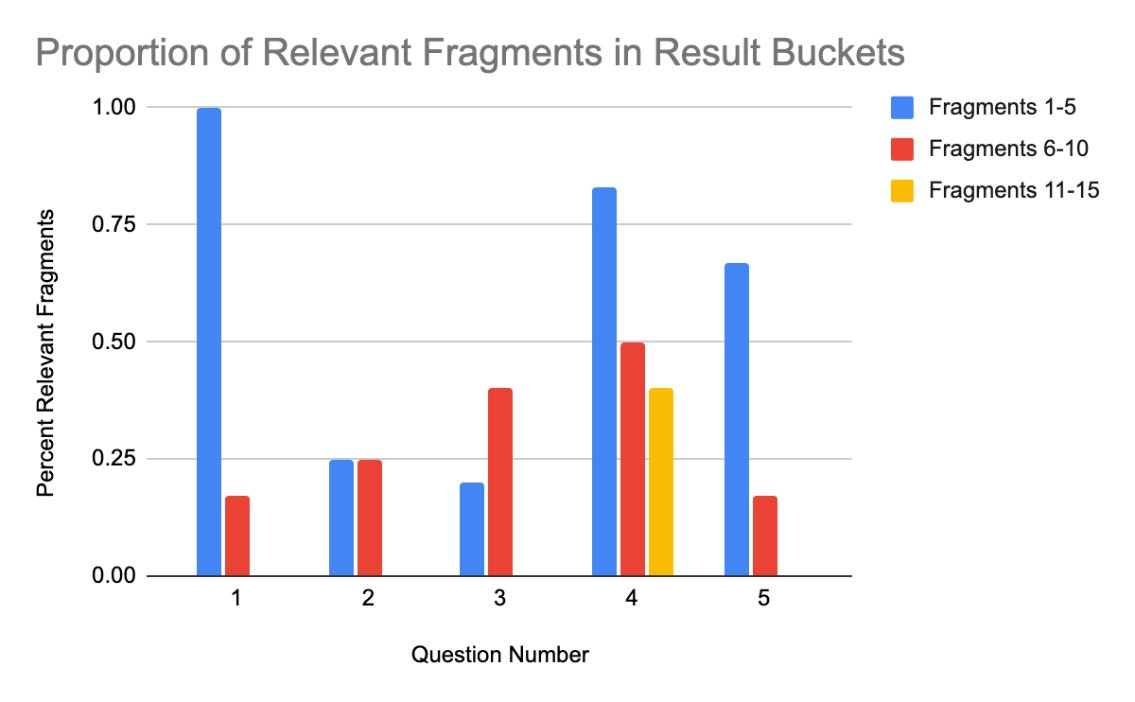 Proportion of Relevant Fragments in Result Buckets
1.00
0.75
0.50
0.25
0.00
Percent Relevant Fragments
1
2
3
4
5
Question Number
Fragments 1-5
Fragments 6-10
Fragments 11-15